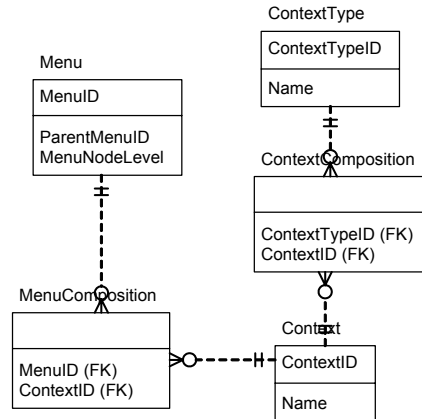 ContextType
ContextTypeID
Name
Menu
MenuID
ParentMenuID
MenuNodeLevel
ContextComposition
ContextTypeID (FK)
ContextID (FK)
MenuComposition
MenuID (FK)
ContextID (FK)
Context
ContextID
Name